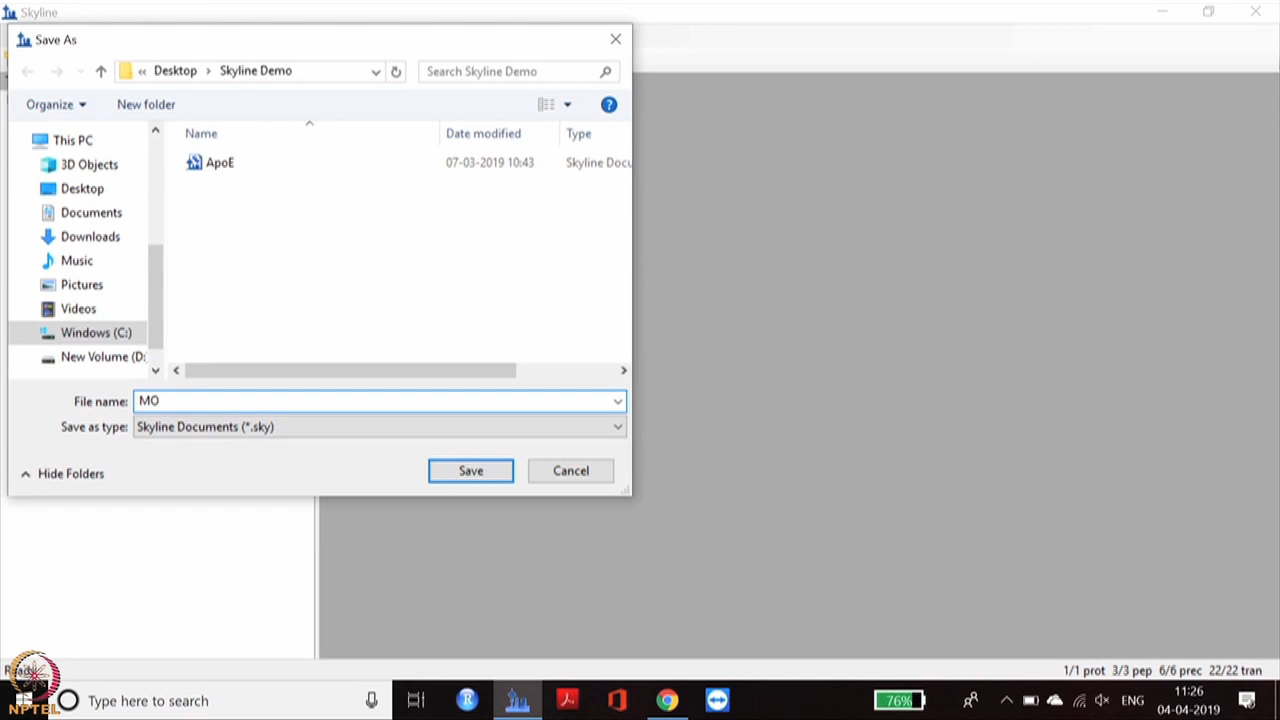 Skyline
Save As
« Desktop › Skyline Demo
Search Skyline Demo
Organize
New folder
Name
Date modified
Type
This PC
3D Objects
Desktop
Documents
Downloads
Music
Pictures
Videos
Windows (C:)
New Volume (D:
ApoE
07-03-2019 10:43
Skyline Docu
File name:
MO
Save as type:
Skyline Documents (*.sky)
Hide Folders
Save
Cancel
1/1 prot 3/3 pep 6/6 prec 22/22 tran
NPTEL
Type here to search
76%
ENG
11:26
04-04-2019